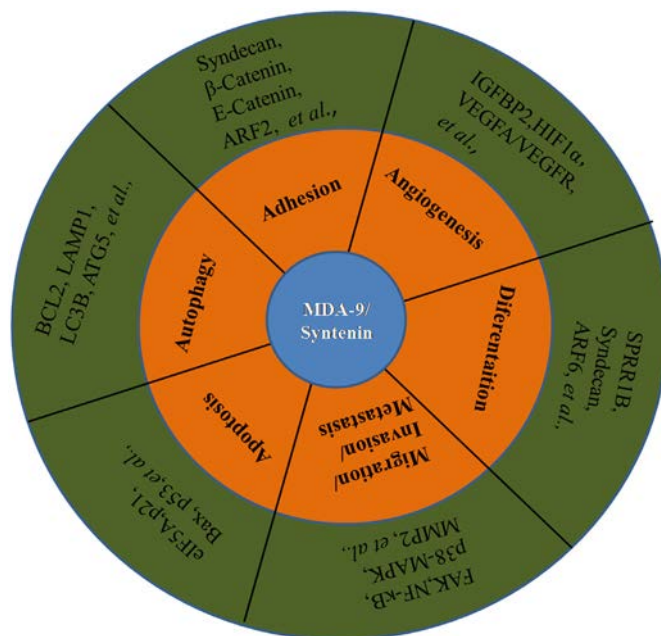 MDA-9/
Syntenin
Adhesion
Syndecan,
β-Catenin,
E-Catenin,
ARF2, et al.,
Angiogenesis
IGFBP2,HIF1α,
VEGFA/VEGFR,
et al.,
Diferentaition
SPRR1B,
Syndecan,
ARF6, et al.,
Migration/
Invasion/
Metastasis
FAK,NF-κB,
p38-MAPK,
MMP2, et al.,
Apoptosis
eIF5A,p21,
Bax, p53,et al.,
Autophagy
BCL2, LAMP1,
LC3B, ATG5, et al.,